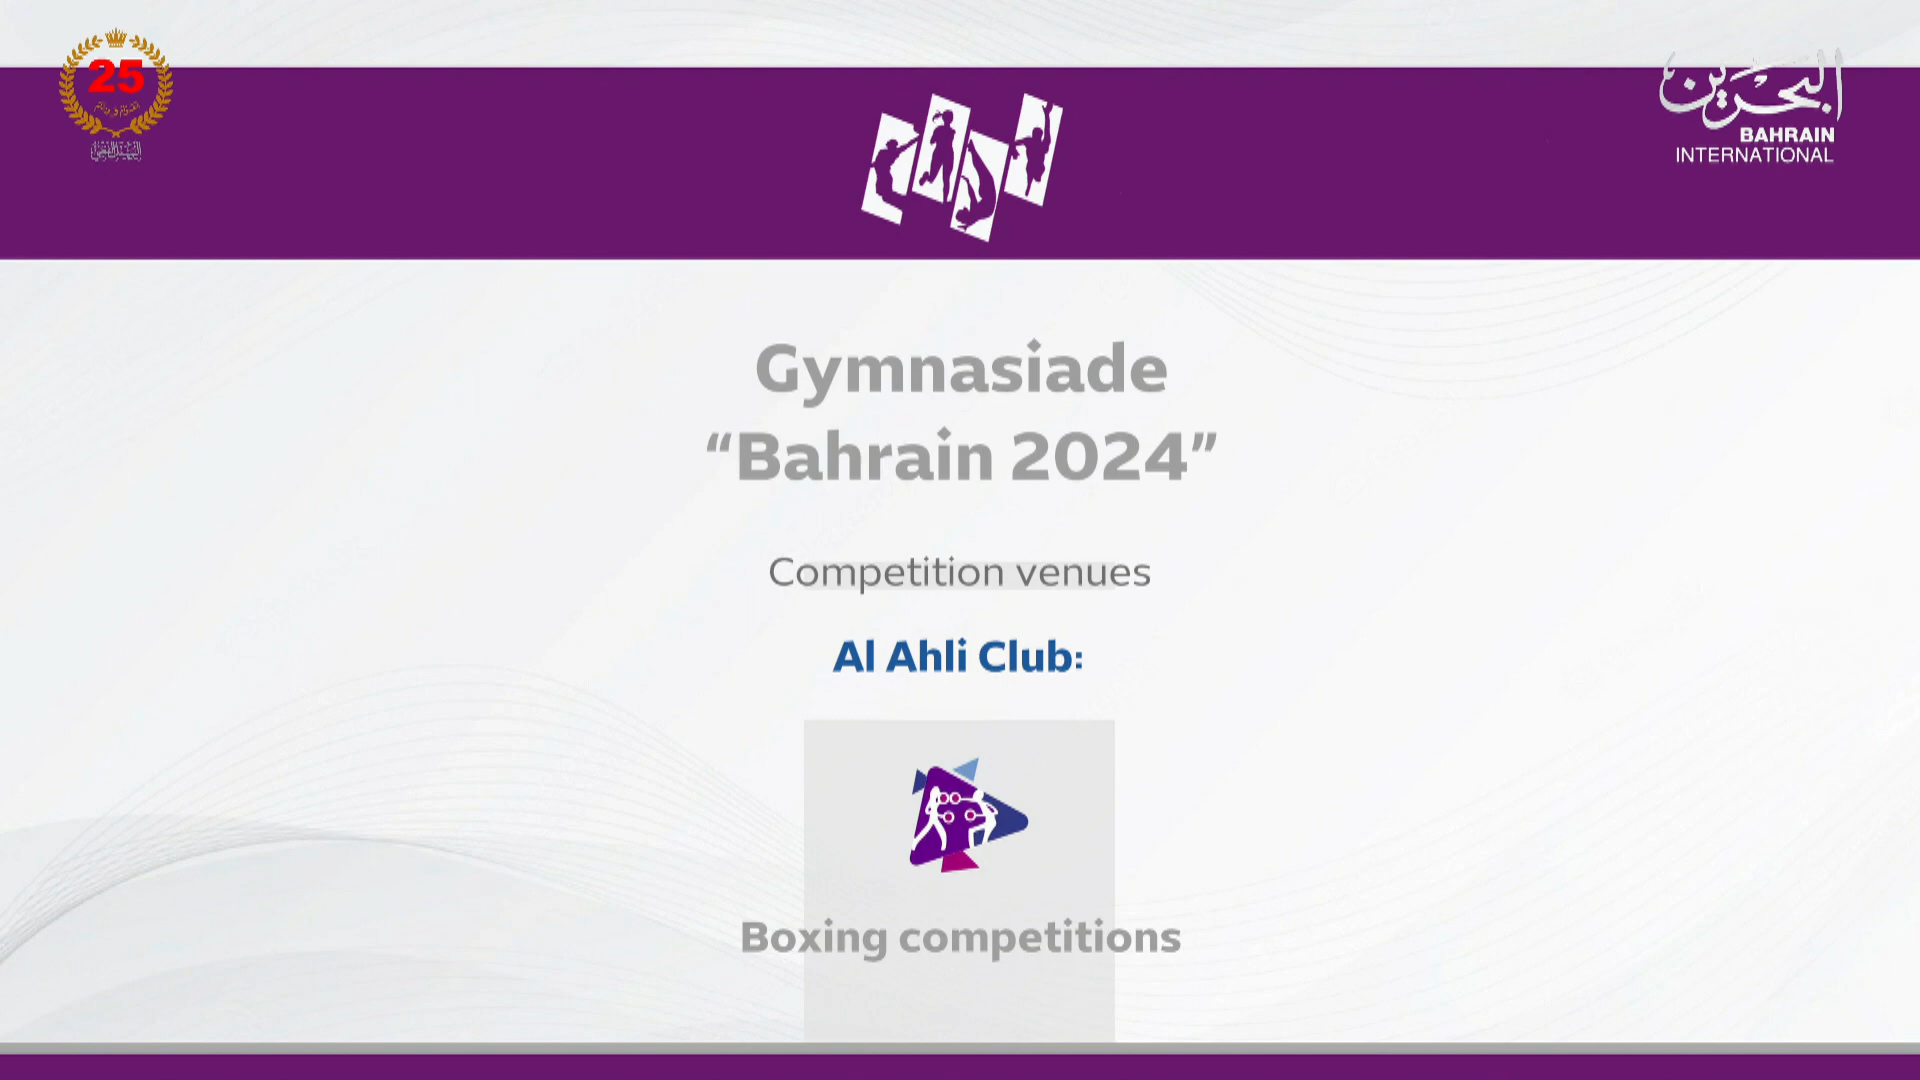 25
البحرين
BAHRAIN
INTERNATIONAL
Gymnasiade
“Bahrain 2024”
Competition venues
Al Ahli Club:
Boxing competitions